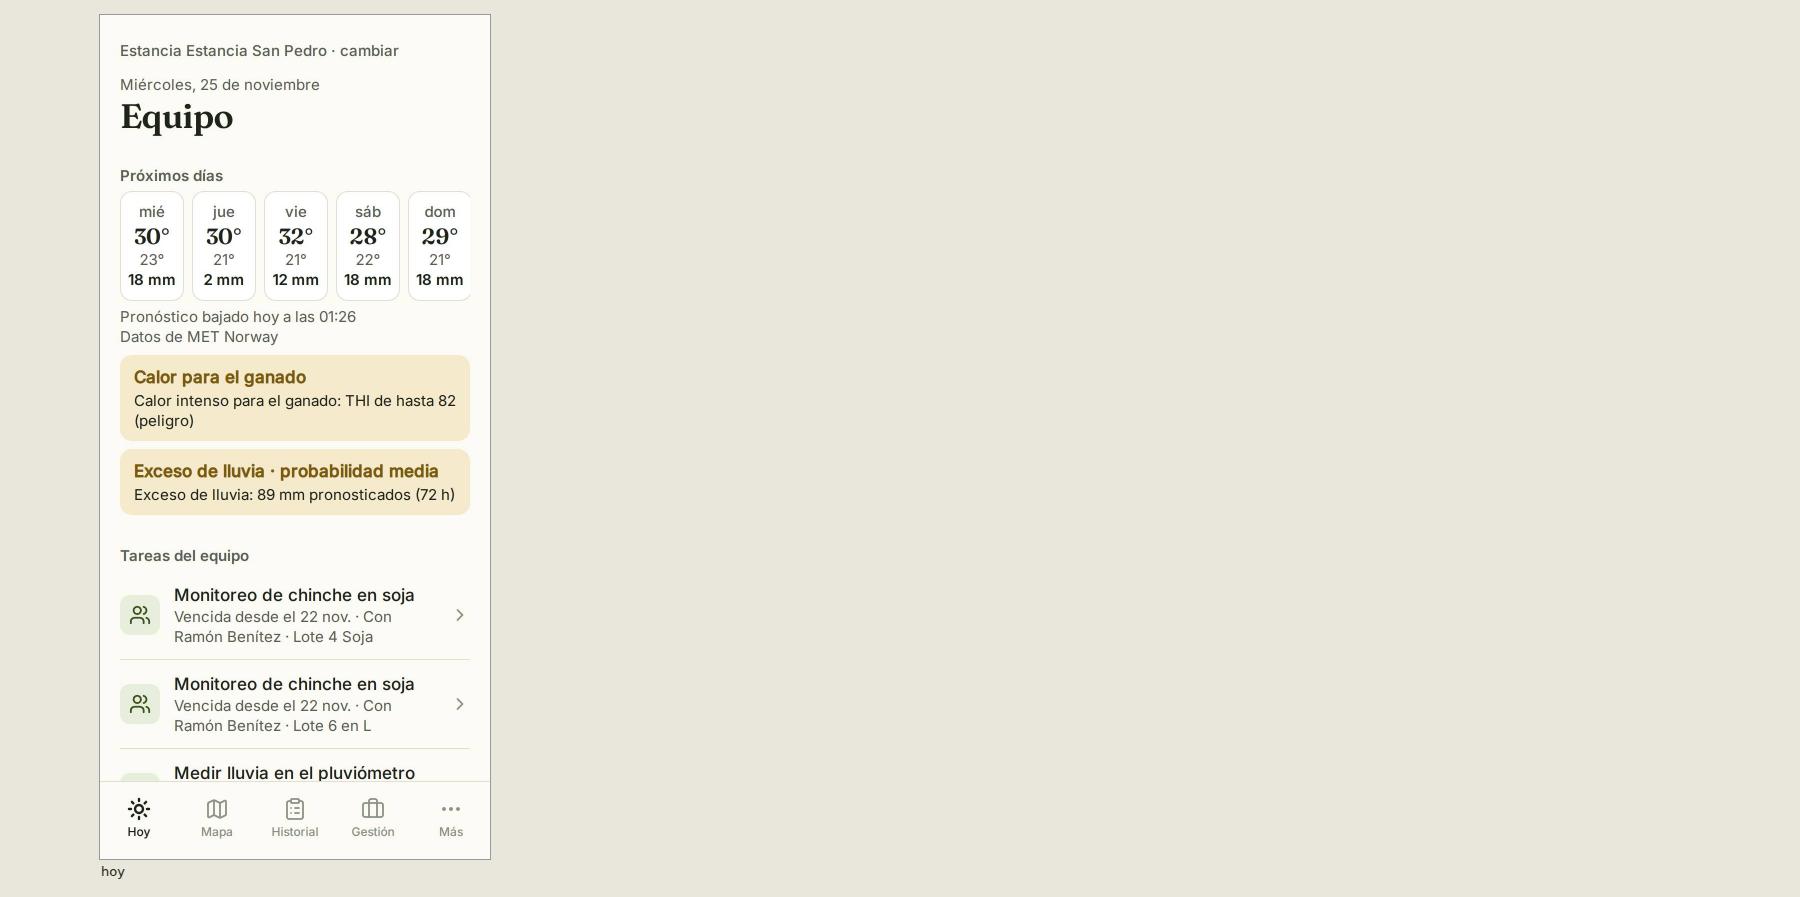 Estancia Estancia San Pedro · cambiar
Miércoles, 25 de noviembre
Equipo
Próximos días
mié jue vie sáb dom
30° 30° 32° 28° 29°
23° 21° 21° 22° 21°
18 mm 2 mm 12 mm 18 mm 18 mm
Pronóstico bajado hoy a las 01:26
Datos de MET Norway
Calor para el ganado
Calor intenso para el ganado: THI de hasta 82
(peligro)
Exceso de lluvia · probabilidad media
Exceso de lluvia: 89 mm pronosticados (72 h)
Tareas del equipo
Monitoreo de chinche en soja
Vencida desde el 22 nov. · Con
Ramón Benítez · Lote 4 Soja
Monitoreo de chinche en soja
Vencida desde el 22 nov. · Con
Ramón Benítez · Lote 6 en L
Medir lluvia en el pluviómetro
Hoy Mapa Historial Gestión Más
hoy